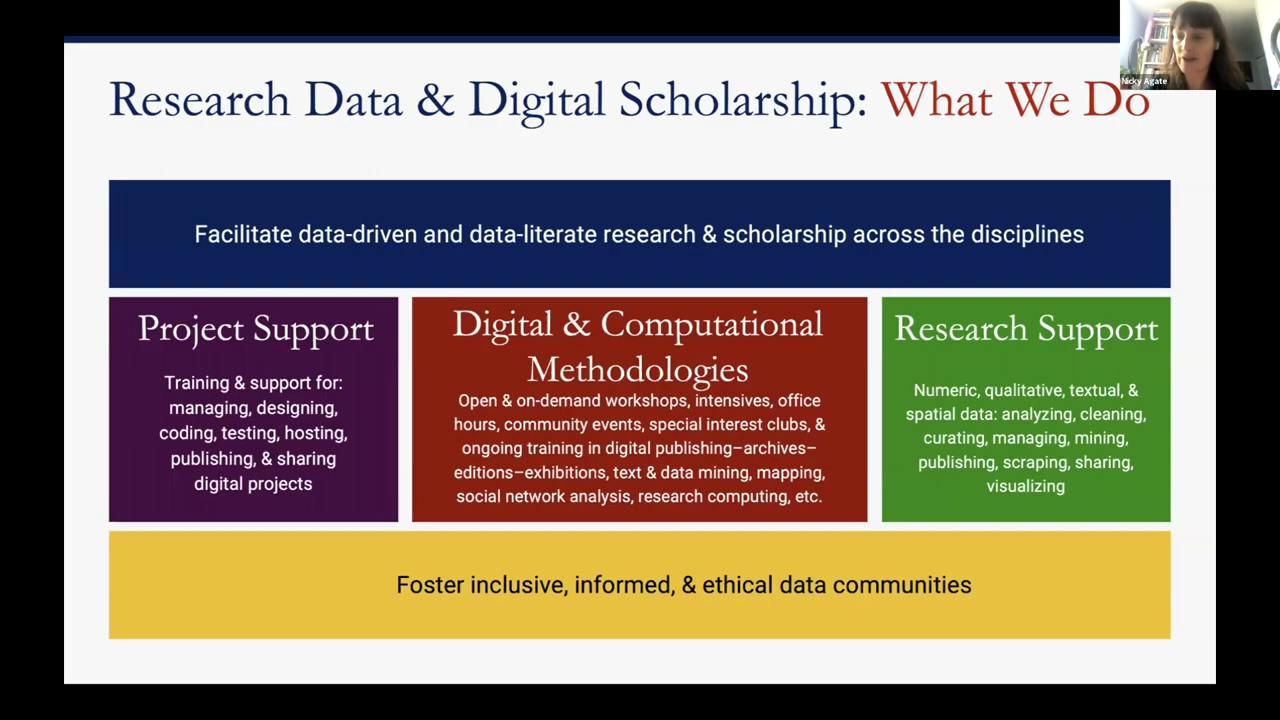 Research Data & Digital Scholarship: What We Do
Nicky Agate
Facilitate data-driven and data-literate research & scholarship across the disciplines
Project Support
Training & support for:
managing, designing,
coding, testing, hosting,
publishing, & sharing
digital projects
Digital & Computational
Methodologies
Open & on-demand workshops, intensives, office
hours, community events, special interest clubs, &
ongoing training in digital publishing–archives–
editions–exhibitions, text & data mining, mapping,
social network analysis, research computing, etc.
Research Support
Numeric, qualitative, textual, &
spatial data: analyzing, cleaning,
curating, managing, mining,
publishing, scraping, sharing,
visualizing
Foster inclusive, informed, & ethical data communities